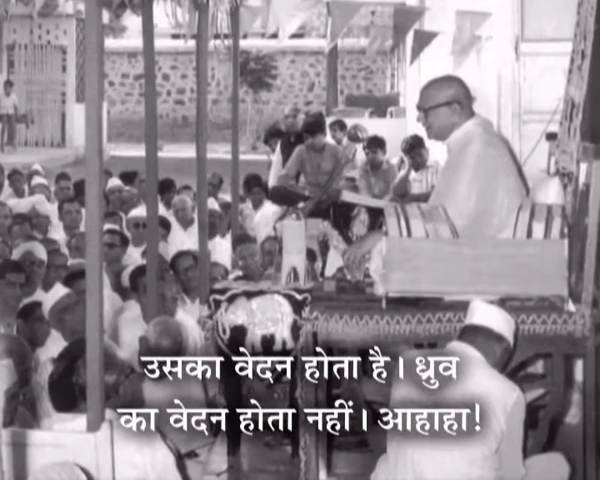 उसका वेदन होता है। ध्रुव
का वेदन होता नहीं। आहाहा!